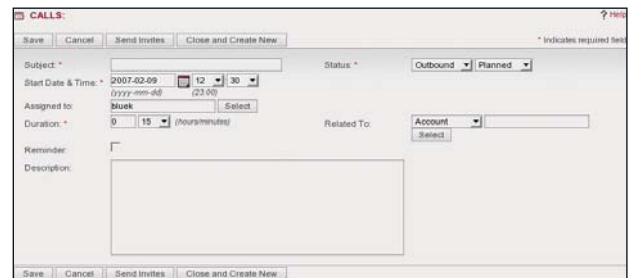 CALLS:
? Help
Save Cancel Send Invites Close and Create New
* Indicates required field
Subject: *
Status: * Outbound Planned
Start Date & Time: * 2007-02-09 12 30
(yyyy-mm-dd) (23:00)
Assigned to: bluek Select
Duration: * 0 15 (hours/minutes)
Related To: Account
Select
Reminder:
Description:
Save Cancel Send Invites Close and Create New